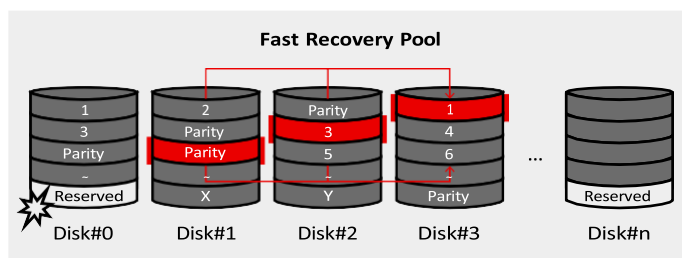 Fast Recovery Pool
1 2 Parity 1
3 Parity 3 4
Parity Parity 5 6 ...
~ ~ ~ ~
Reserved X Y Parity Reserved
Disk#0 Disk#1 Disk#2 Disk#3 Disk#n